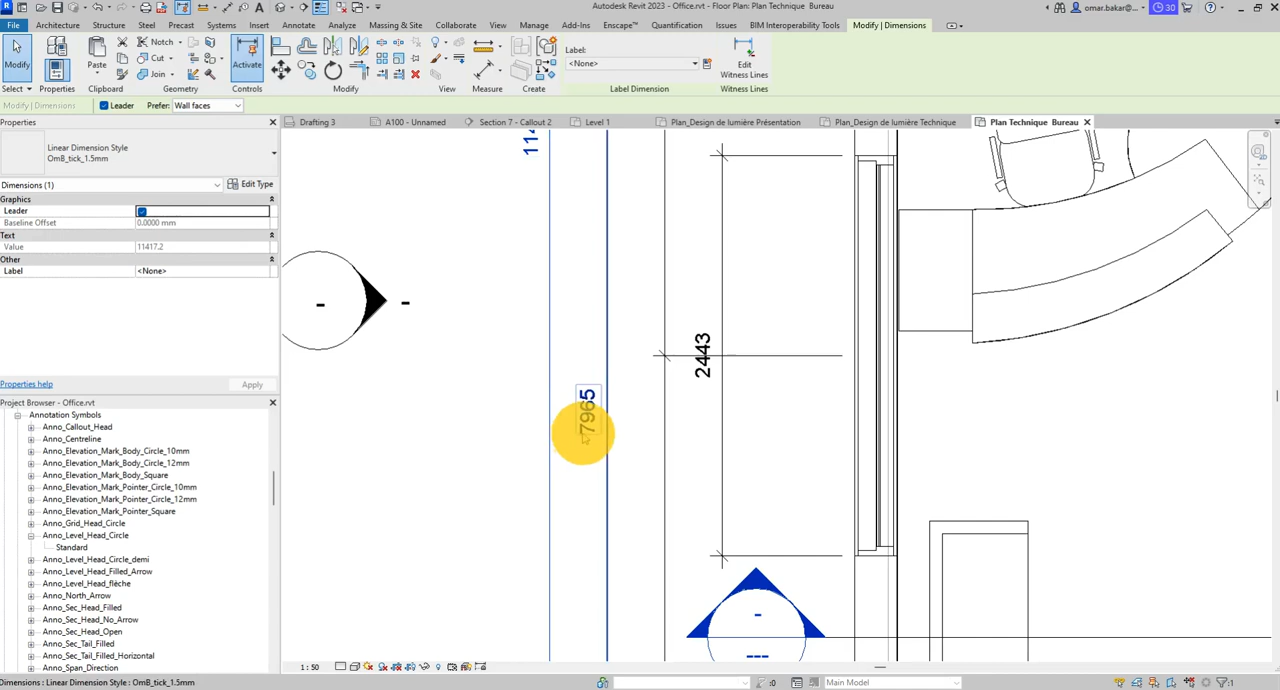 Autodesk Revit 2023 - Office.rvt - Floor Plan: Plan Technique Bureau
omar.bakar@...
30
File
Architecture
Structure
Steel
Precast
Systems
Insert
Annotate
Analyze
Massing & Site
Collaborate
View
Manage
Add-Ins
Enscape™
Quantification
Issues
BIM Interoperability Tools
Modify | Dimensions
Modify
Properties
Paste
Notch
Cut
Join
Activate
Label:
<None>
Edit
Witness Lines
Select
Properties
Clipboard
Geometry
Controls
Modify
View
Measure
Create
Label Dimension
Witness Lines
Modify | Dimensions
Leader
Prefer:
Wall faces
Properties
Drafting 3
A100 - Unnamed
Section 7 - Callout 2
Level 1
Plan_Design de lumière Présentation
Plan_Design de lumière Technique
Plan Technique Bureau
Linear Dimension Style
OmB_tick_1.5mm
Dimensions (1)
Edit Type
Graphics
Leader
Baseline Offset
0.0000 mm
Text
Value
11417.2
Other
Label
<None>
Properties help
Apply
Project Browser - Office.rvt
Annotation Symbols
Anno_Callout_Head
Anno_Centreline
Anno_Elevation_Mark_Body_Circle_10mm
Anno_Elevation_Mark_Body_Circle_12mm
Anno_Elevation_Mark_Body_Square
Anno_Elevation_Mark_Pointer_Circle_10mm
Anno_Elevation_Mark_Pointer_Circle_12mm
Anno_Elevation_Mark_Pointer_Square
Anno_Grid_Head_Circle
Anno_Level_Head_Circle
Standard
Anno_Level_Head_Circle_demi
Anno_Level_Head_Filled_Arrow
Anno_Level_Head_flèche
Anno_North_Arrow
Anno_Sec_Head_Filled
Anno_Sec_Head_No_Arrow
Anno_Sec_Head_Open
Anno_Sec_Tail_Filled
Anno_Sec_Tail_Filled_Horizontal
Anno_Span_Direction
7965
2443
1 : 50
Dimensions : Linear Dimension Style : OmB_tick_1.5mm
:0
Main Model
:1